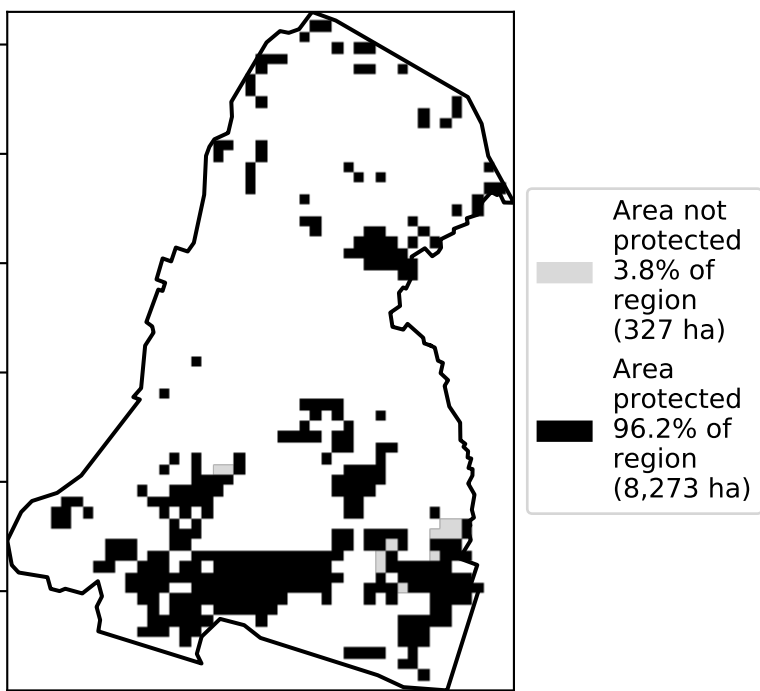 Area not
protected
3.8% of
region
(327 ha)
Area
protected
96.2% of
region
(8,273 ha)